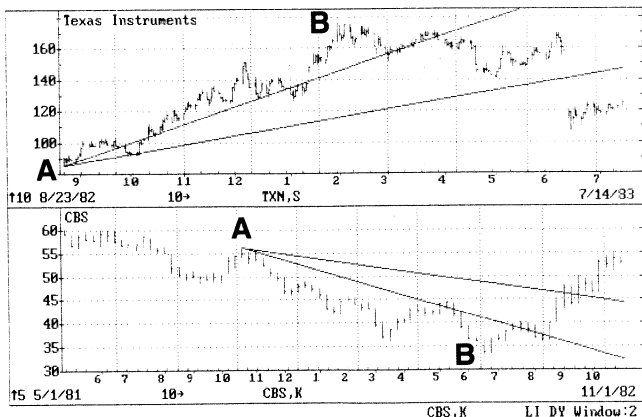 Texas Instruments
B
160
140
120
100
A
9 10 11 12 1 2 3 4 5 6 7
↑10 8/23/82 10→ TXN,S 7/14/83
CBS
A
60
55
50
45
40
35
B
30
6 7 8 9 10 11 12 1 2 3 4 5 6 7 8 9 10
↑5 5/1/81 10→ CBS,K 11/1/82
CBS,K LI DY Window:2